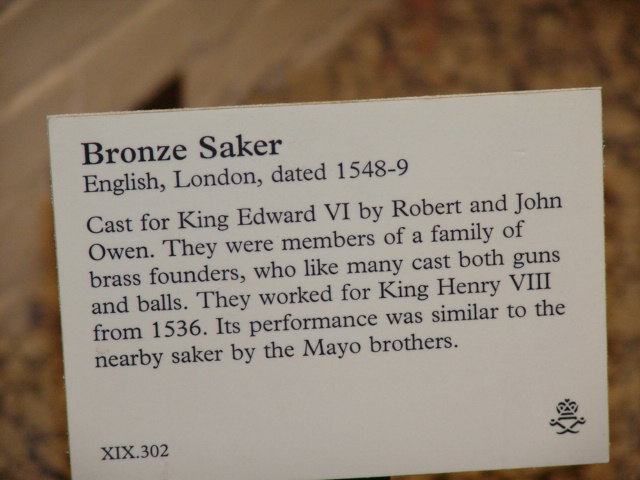 Bronze Saker
English, London, dated 1548-9
Cast for King Edward VI by Robert and John
Owen. They were members of a family of
brass founders, who like many cast both guns
and balls. They worked for King Henry VIII
from 1536. Its performance was similar to the
nearby saker by the Mayo brothers.
XIX.302